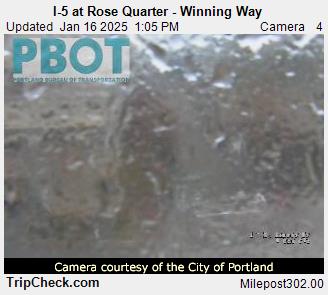 I-5 at Rose Quarter - Winning Way
Updated Jan 16 2025 1:05 PM Camera 4
PBOT
PORTLAND BUREAU OF TRANSPORTATION
Camera courtesy of the City of Portland
TripCheck.com Milepost302.00